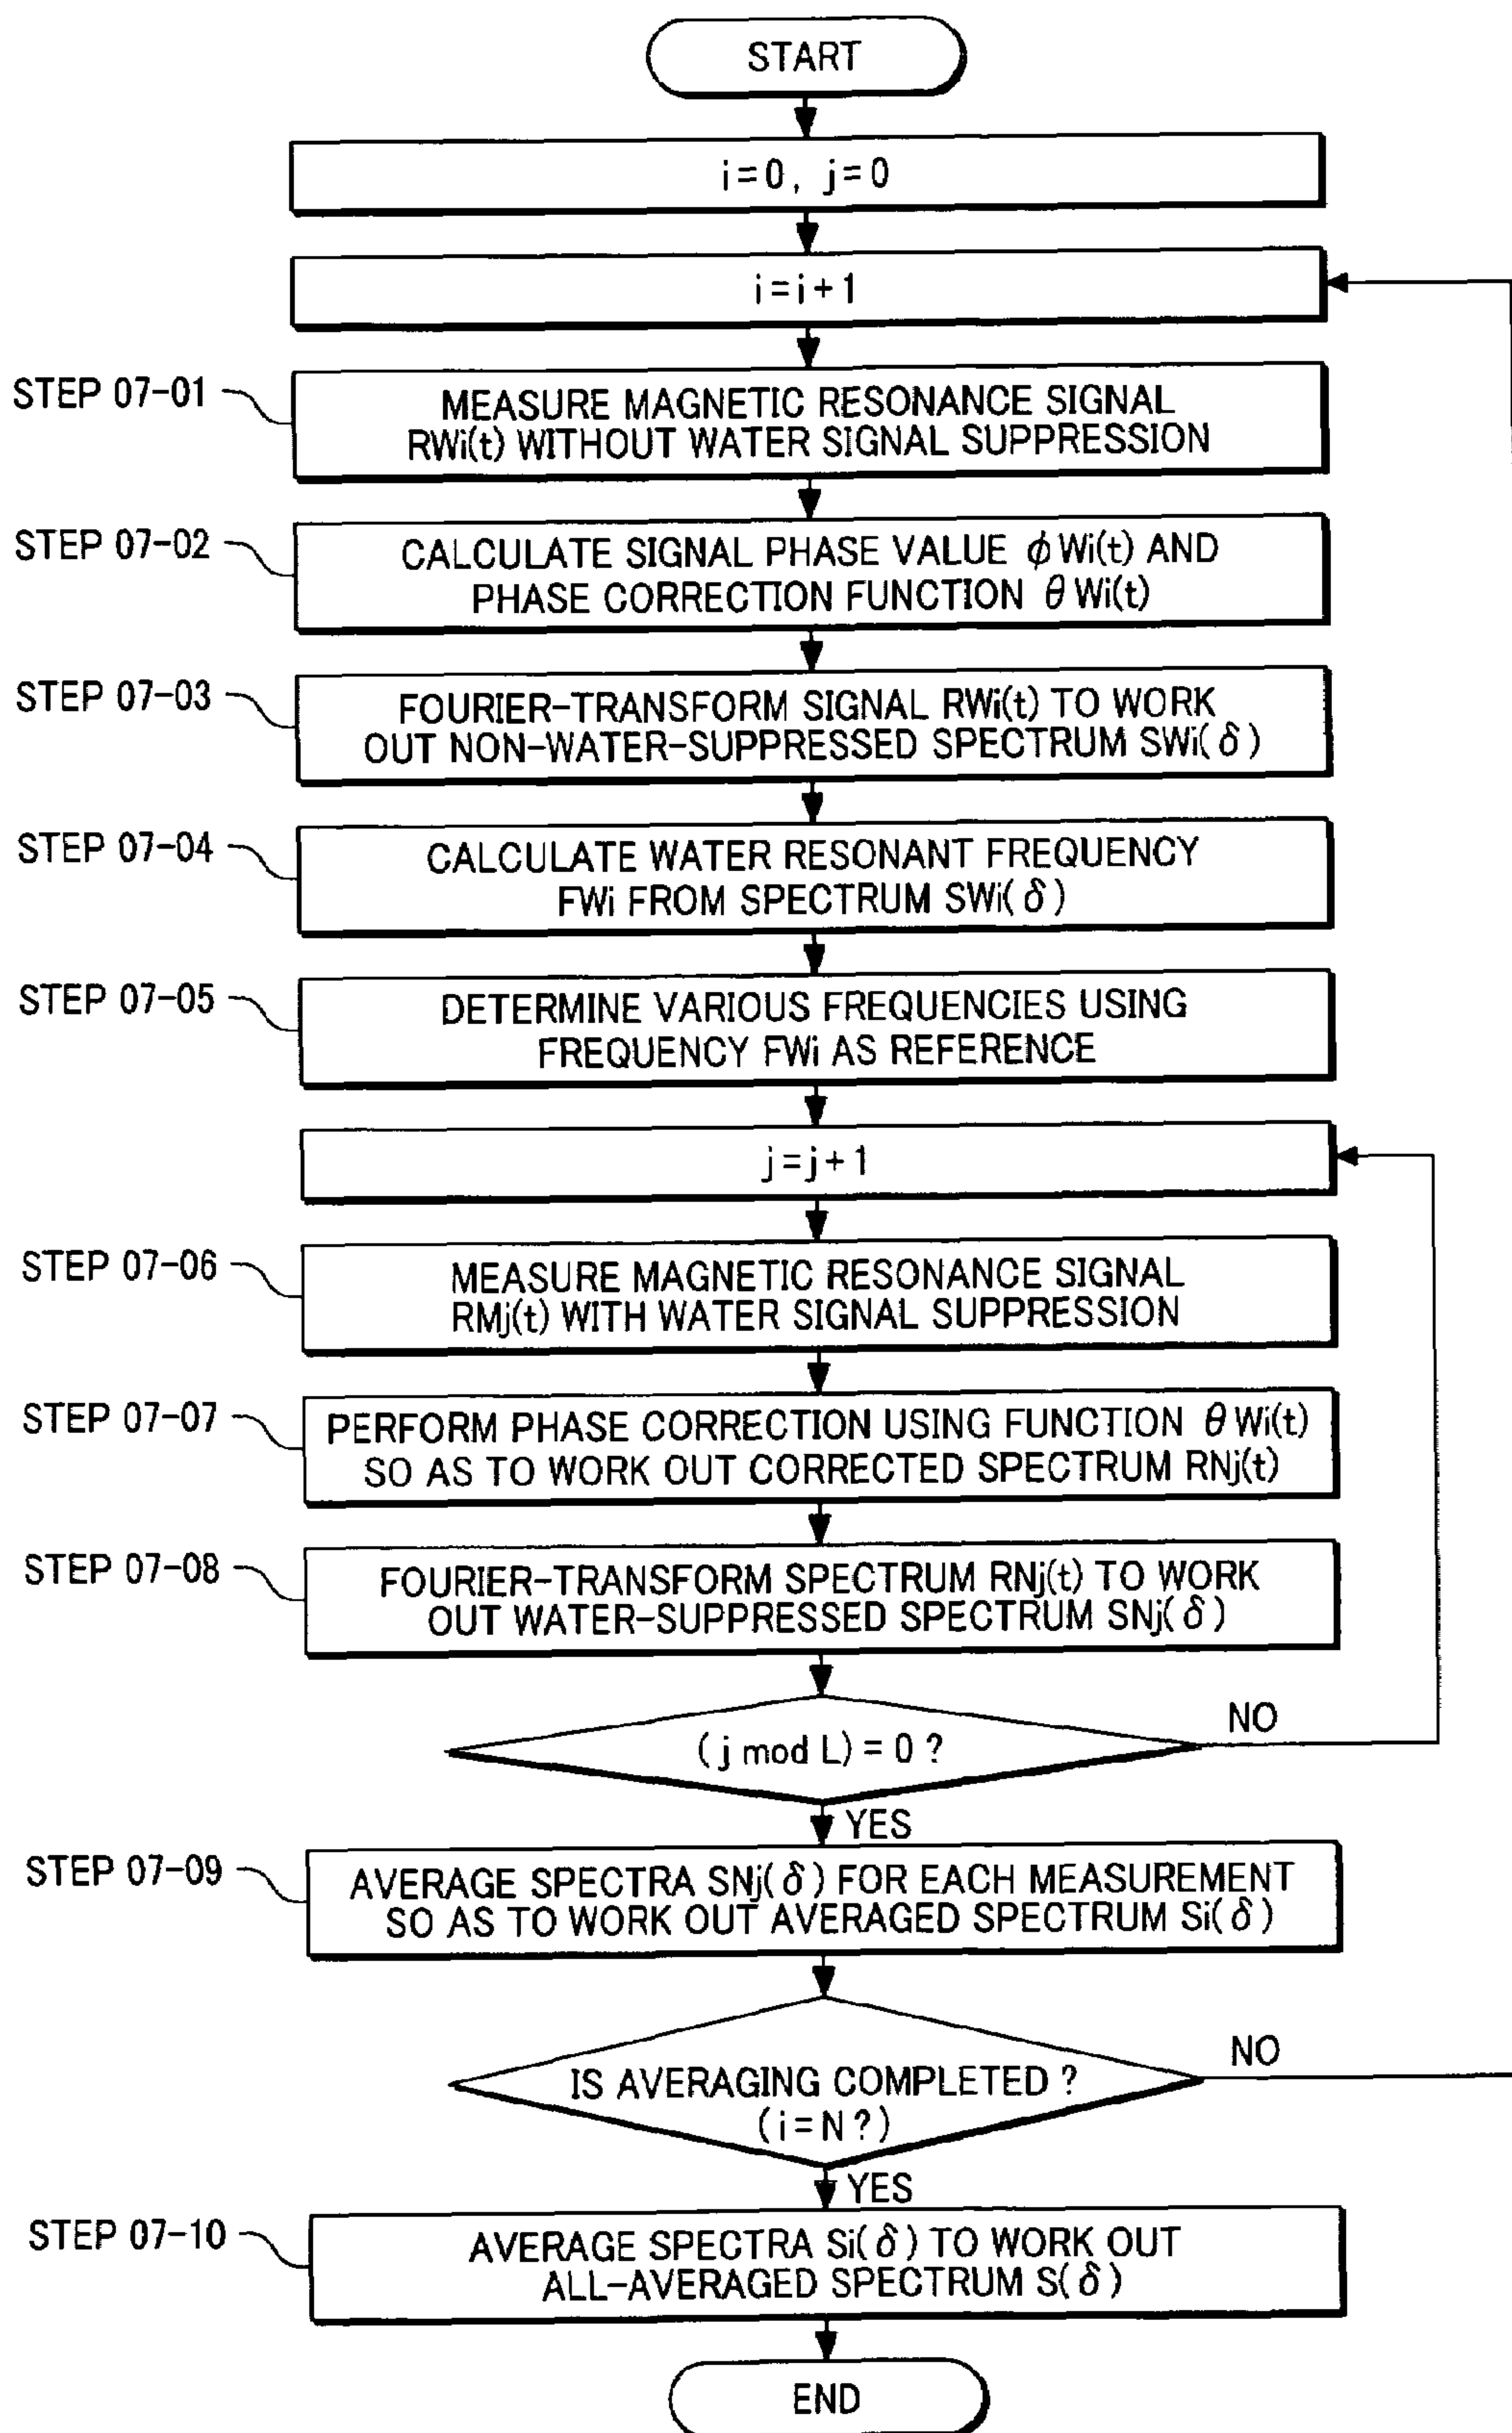 START
i=0, j=0
i=i+1
STEP 07-01
MEASURE MAGNETIC RESONANCE SIGNAL
RWi(t) WITHOUT WATER SIGNAL SUPPRESSION
STEP 07-02
CALCULATE SIGNAL PHASE VALUE ϕWi(t) AND
PHASE CORRECTION FUNCTION θWi(t)
STEP 07-03
FOURIER-TRANSFORM SIGNAL RWi(t) TO WORK
OUT NON-WATER-SUPPRESSED SPECTRUM SWi(δ)
STEP 07-04
CALCULATE WATER RESONANT FREQUENCY
FWi FROM SPECTRUM SWi(δ)
STEP 07-05
DETERMINE VARIOUS FREQUENCIES USING
FREQUENCY FWi AS REFERENCE
j=j+1
STEP 07-06
MEASURE MAGNETIC RESONANCE SIGNAL
RMj(t) WITH WATER SIGNAL SUPPRESSION
STEP 07-07
PERFORM PHASE CORRECTION USING FUNCTION θWi(t)
SO AS TO WORK OUT CORRECTED SPECTRUM RNj(t)
STEP 07-08
FOURIER-TRANSFORM SPECTRUM RNj(t) TO WORK
OUT WATER-SUPPRESSED SPECTRUM SNj(δ)
NO
(j mod L) = 0 ?
YES
STEP 07-09
AVERAGE SPECTRA SNj(δ) FOR EACH MEASUREMENT
SO AS TO WORK OUT AVERAGED SPECTRUM Si(δ)
NO
IS AVERAGING COMPLETED ?
(i=N?)
YES
STEP 07-10
AVERAGE SPECTRA Si(δ) TO WORK OUT
ALL-AVERAGED SPECTRUM S(δ)
END